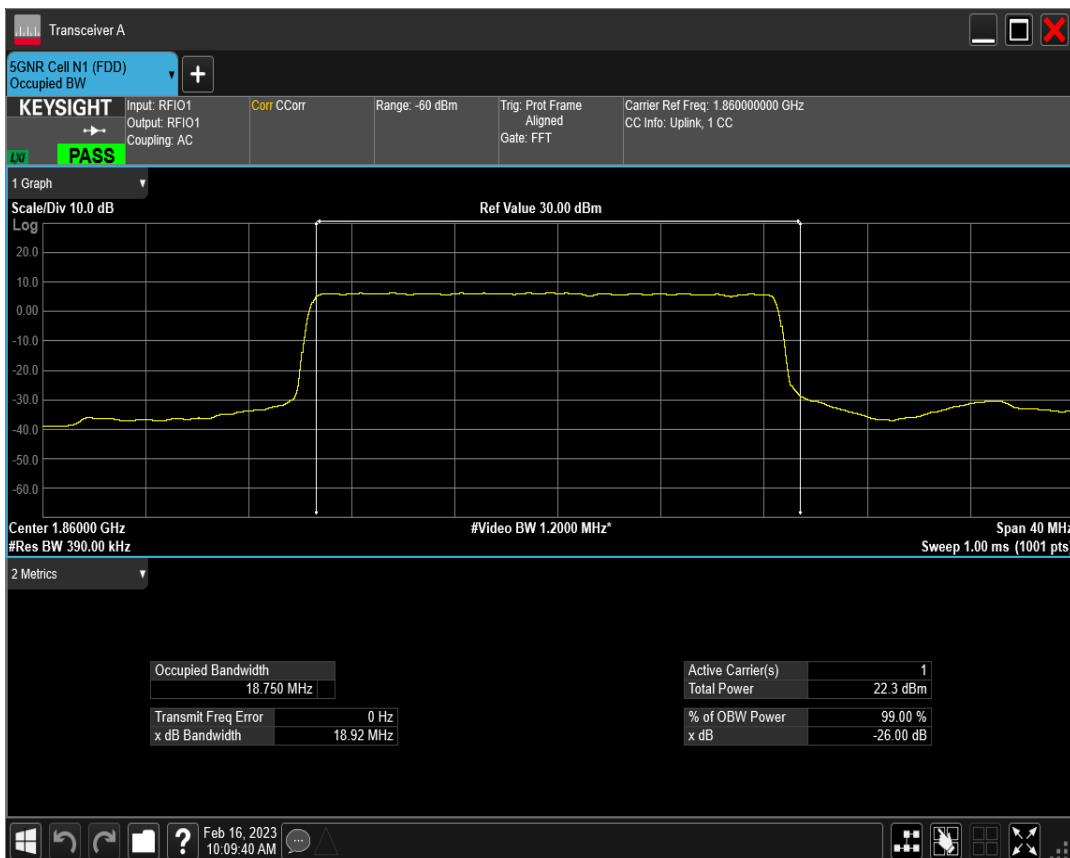 Transceiver A
5GNR Cell N1 (FDD)
Occupied BW
+
KEYSIGHT
LXI
PASS
Input: RFIO1
Output: RFIO1
Coupling: AC
Corr CCorr
Range: -60 dBm
Trig: Prot Frame
Aligned
Gate: FFT
Carrier Ref Freq: 1.860000000 GHz
CC Info: Uplink, 1 CC
1 Graph
Scale/Div 10.0 dB
Ref Value 30.00 dBm
Log
20.0
10.0
0.00
-10.0
-20.0
-30.0
-40.0
-50.0
-60.0
Center 1.86000 GHz
#Video BW 1.2000 MHz*
Span 40 MHz
#Res BW 390.00 kHz
Sweep 1.00 ms (1001 pts)
2 Metrics
Occupied Bandwidth
18.750 MHz
Transmit Freq Error 0 Hz
x dB Bandwidth 18.92 MHz
Active Carrier(s) 1
Total Power 22.3 dBm
% of OBW Power 99.00 %
x dB -26.00 dB
?
Feb 16, 2023
10:09:40 AM